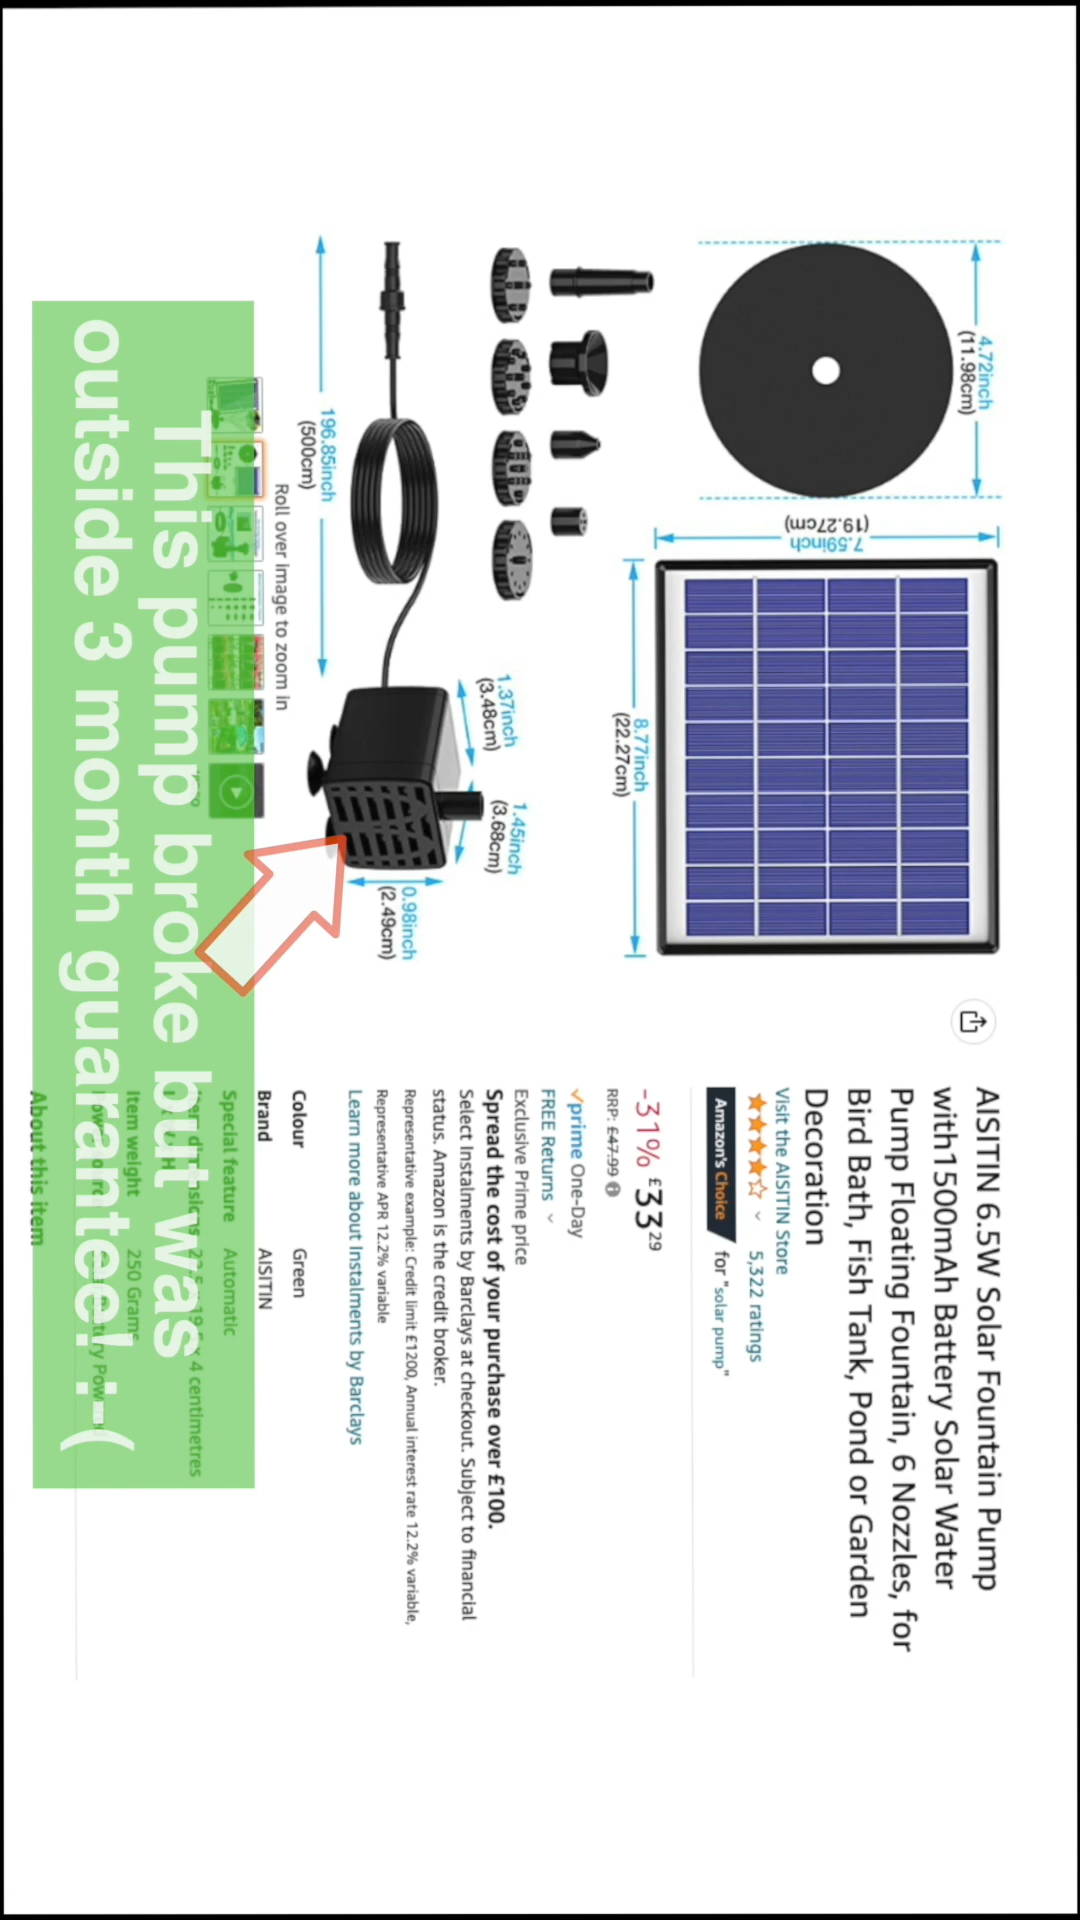 4.72inch
(11.98cm)
7.59inch
(19.27cm)
8.77inch
(22.27cm)
1.37inch
(3.48cm)
1.45inch
(3.68cm)
0.98inch
(2.49cm)
196.85inch
(500cm)
Roll over image to zoom in
AISITIN 6.5W Solar Fountain Pump
with1500mAh Battery Solar Water
Pump Floating Fountain, 6 Nozzles, for
Bird Bath, Fish Tank, Pond or Garden
Decoration
Visit the AISITIN Store
5,322 ratings
Amazon's Choice for "solar pump"
-31% £33 29
RRP: £47.99
prime One-Day
FREE Returns
Exclusive Prime price
Spread the cost of your purchase over £100.
Select Instalments by Barclays at checkout. Subject to financial
status. Amazon is the credit broker.
Representative example: Credit limit £1200, Annual interest rate 12.2% variable,
Representative APR 12.2% variable
Learn more about Instalments by Barclays
Colour Green
Brand AISITIN
Special feature Automatic
4 centimetres
Item weight 250 Grams
About this item
This pump broke but was
outside 3 month guarantee! :-(